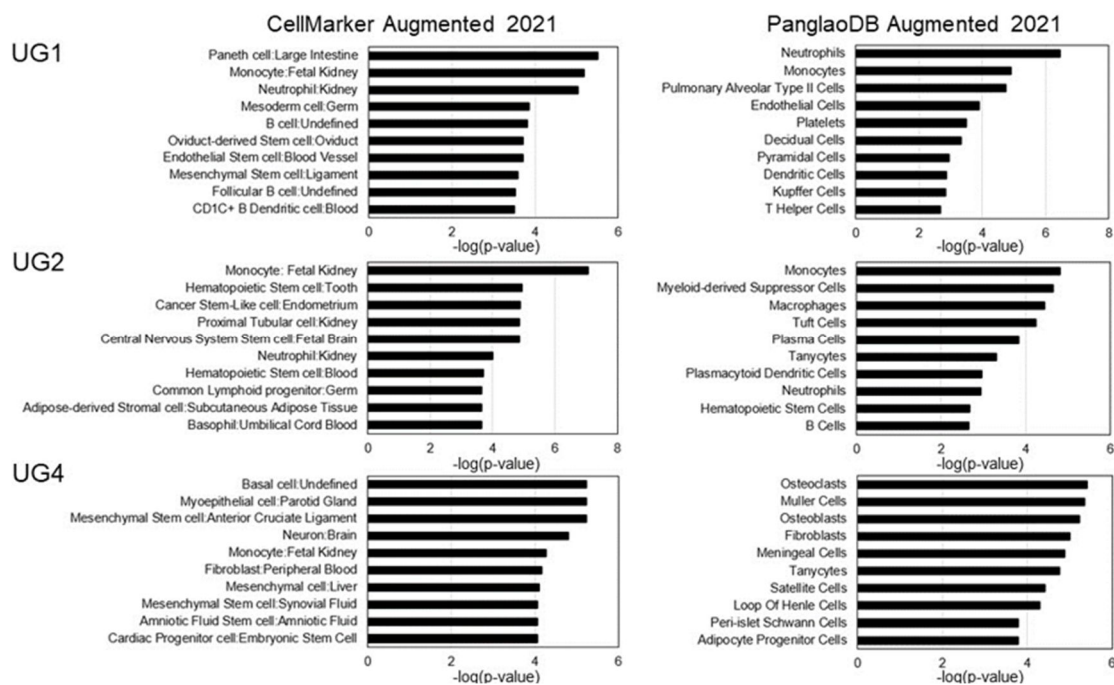 CellMarker Augmented 2021
PanglaoDB Augmented 2021
UG1
Paneth cell:Large Intestine
Monocyte:Fetal Kidney
Neutrophil:Kidney
Mesoderm cell:Germ
B cell:Undefined
Oviduct-derived Stem cell:Oviduct
Endothelial Stem cell:Blood Vessel
Mesenchymal Stem cell:Ligament
Follicular B cell:Undefined
CD1C+ B Dendritic cell:Blood
0 2 4 6
-log(p-value)
Neutrophils
Monocytes
Pulmonary Alveolar Type II Cells
Endothelial Cells
Platelets
Decidual Cells
Pyramidal Cells
Dendritic Cells
Kupffer Cells
T Helper Cells
0 2 4 6 8
-log(p-value)
UG2
Monocyte: Fetal Kidney
Hematopoietic Stem cell:Tooth
Cancer Stem-Like cell:Endometrium
Proximal Tubular cell:Kidney
Central Nervous System Stem cell:Fetal Brain
Neutrophil:Kidney
Hematopoietic Stem cell:Blood
Common Lymphoid progenitor:Germ
Adipose-derived Stromal cell:Subcutaneous Adipose Tissue
Basophil:Umbilical Cord Blood
0 2 4 6 8
-log(p-value)
Monocytes
Myeloid-derived Suppressor Cells
Macrophages
Tuft Cells
Plasma Cells
Tanycytes
Plasmacytoid Dendritic Cells
Neutrophils
Hematopoietic Stem Cells
B Cells
0 2 4 6
-log(p-value)
UG4
Basal cell:Undefined
Myoepithelial cell:Parotid Gland
Mesenchymal Stem cell:Anterior Cruciate Ligament
Neuron:Brain
Monocyte:Fetal Kidney
Fibroblast:Peripheral Blood
Mesenchymal cell:Liver
Mesenchymal Stem cell:Synovial Fluid
Amniotic Fluid Stem cell:Amniotic Fluid
Cardiac Progenitor cell:Embryonic Stem Cell
0 2 4 6
-log(p-value)
Osteoclasts
Muller Cells
Osteoblasts
Fibroblasts
Meningeal Cells
Tanycytes
Satellite Cells
Loop Of Henle Cells
Peri-islet Schwann Cells
Adipocyte Progenitor Cells
0 2 4 6
-log(p-value)